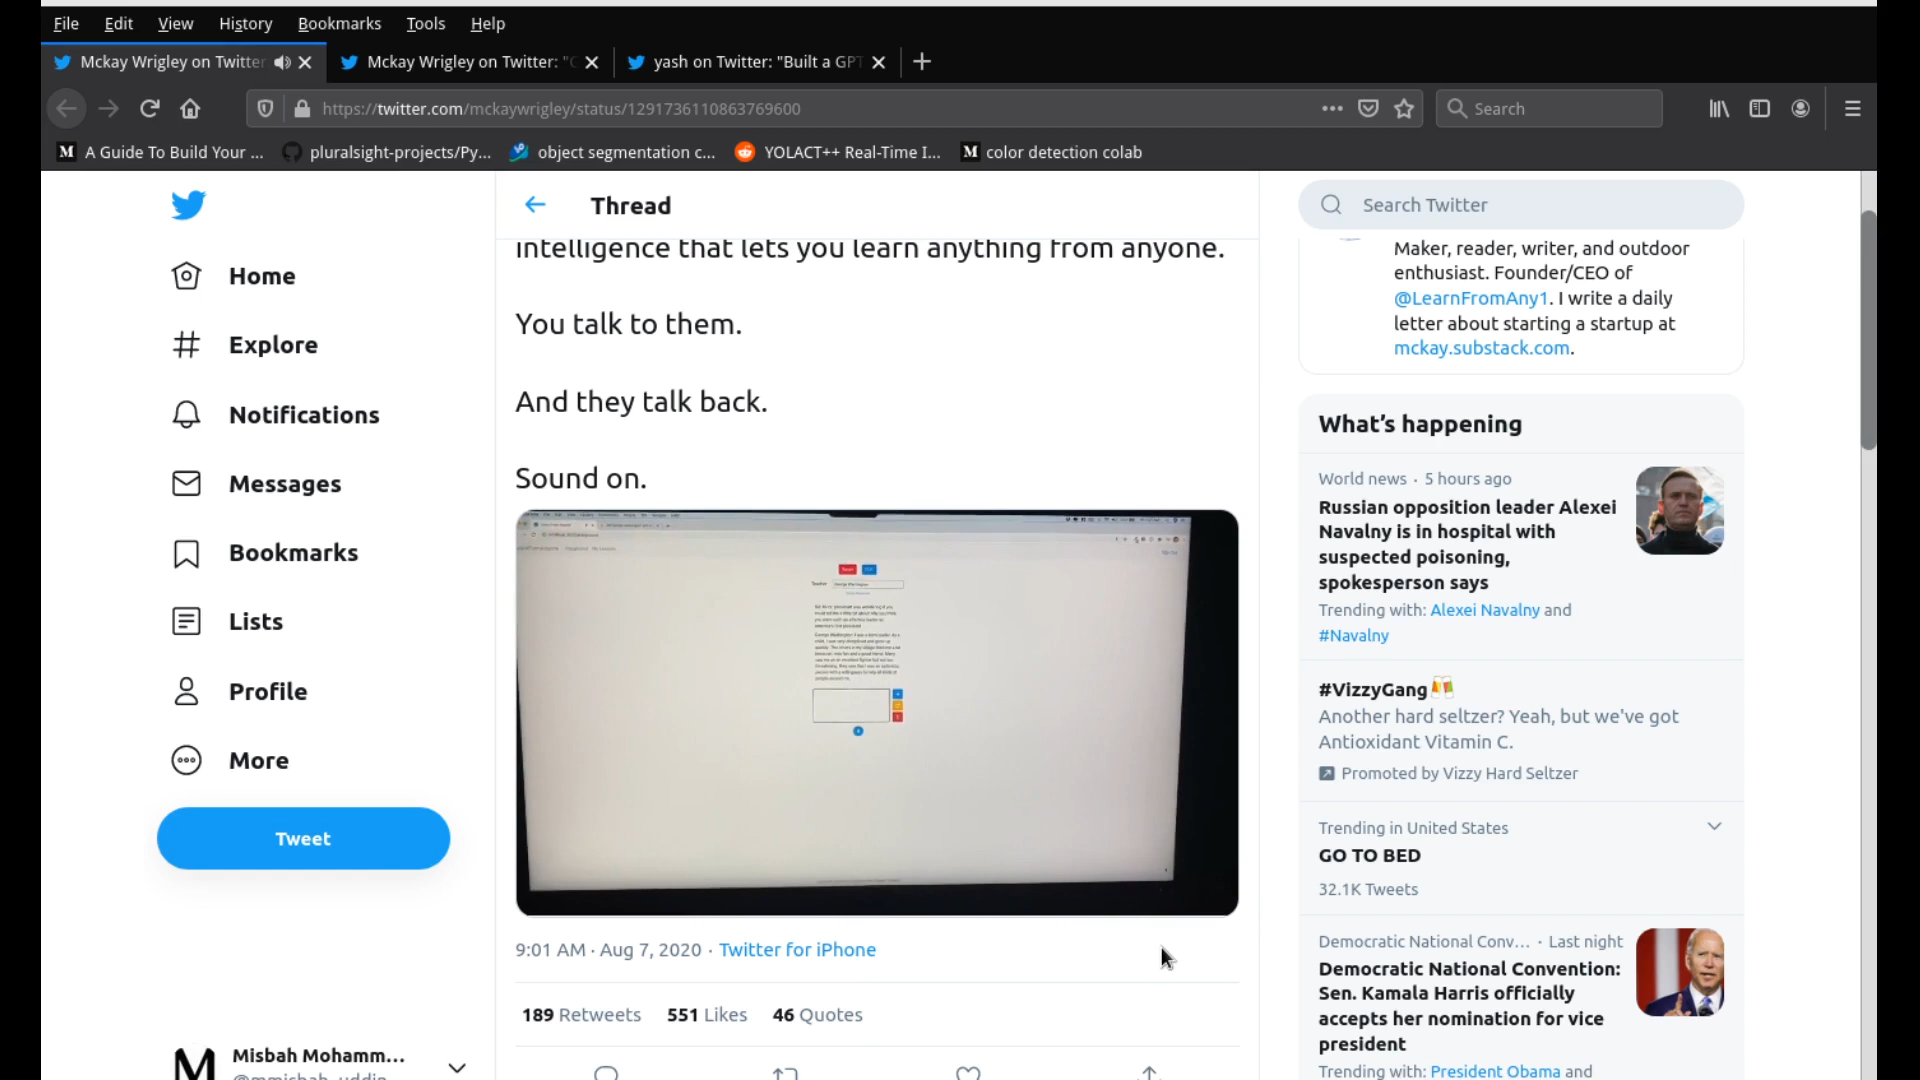 File Edit View History Bookmarks Tools Help
Mckay Wrigley on Twitter
Mckay Wrigley on Twitter: "
yash on Twitter: "Built a GPT
https://twitter.com/mckaywrigley/status/1291736110863769600
Search
A Guide To Build Your ...
pluralsight-projects/Py...
object segmentation c...
YOLACT++ Real-Time I...
color detection colab
Home
Explore
Notifications
Messages
Bookmarks
Lists
Profile
More
Tweet
Misbah Mohamm...
@mmisbah_uddin
Thread
intelligence that lets you learn anything from anyone.
You talk to them.
And they talk back.
Sound on.
9:01 AM · Aug 7, 2020 · Twitter for iPhone
189 Retweets 551 Likes 46 Quotes
Search Twitter
Maker, reader, writer, and outdoor
enthusiast. Founder/CEO of
@LearnFromAny1. I write a daily
letter about starting a startup at
mckay.substack.com.
What's happening
World news · 5 hours ago
Russian opposition leader Alexei
Navalny is in hospital with
suspected poisoning,
spokesperson says
Trending with: Alexei Navalny and
#Navalny
#VizzyGang
Another hard seltzer? Yeah, but we've got
Antioxidant Vitamin C.
Promoted by Vizzy Hard Seltzer
Trending in United States
GO TO BED
32.1K Tweets
Democratic National Conv... · Last night
Democratic National Convention:
Sen. Kamala Harris officially
accepts her nomination for vice
president
Trending with: President Obama and